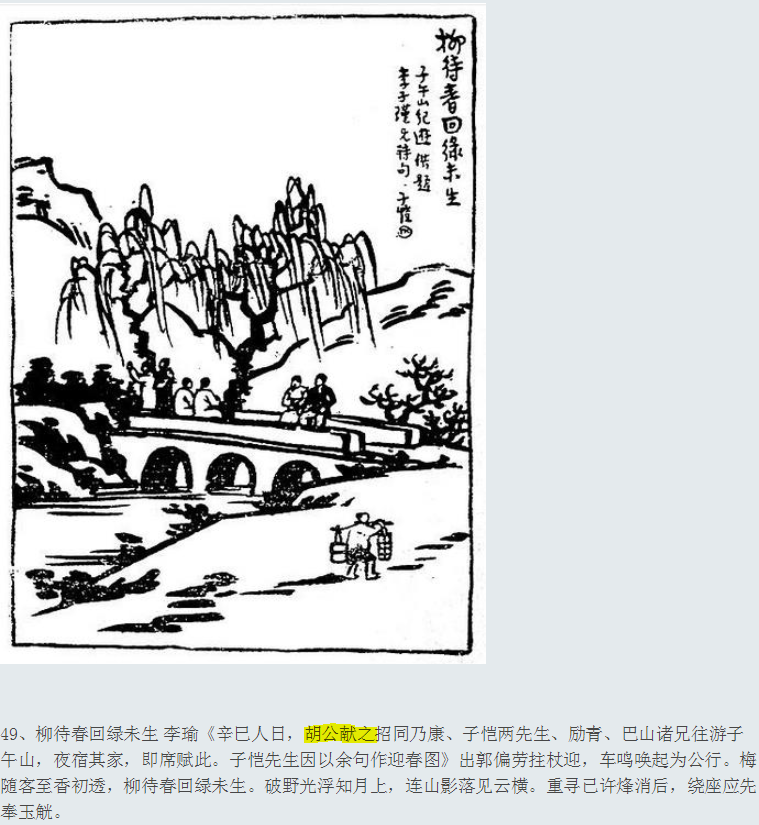 柳待春回綠未生
子午山纪遊 題
李子瑾兄诗句·子愷
49、柳待春回绿未生 李瑜《辛巳人日，胡公献之招同乃康、子恺两先生、励青、巴山诸兄往游子
午山，夜宿其家，即席赋此。子恺先生因以余句作迎春图》出郭偏劳拄杖迎，车鸣唤起为公行。梅
随客至香初透，柳待春回绿未生。破野光浮知月上，连山影落见云横。重寻已许烽消后，绕座应先
奉玉觥。